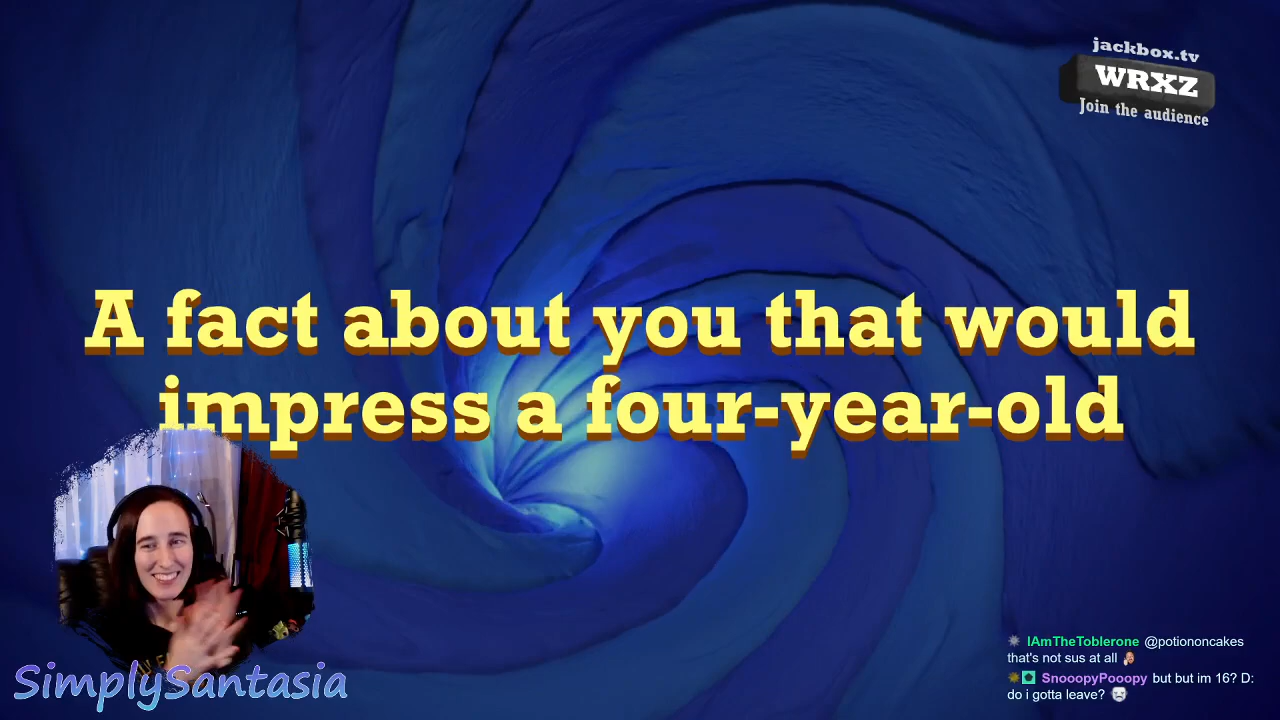 jackbox.tv
WRXZ
Join the audience
A fact about you that would
impress a four-year-old
SimplySantasia
IAmTheToblerone @potiononcakes
that's not sus at all
SnooopyPooopy but but im 16? D:
do i gotta leave?